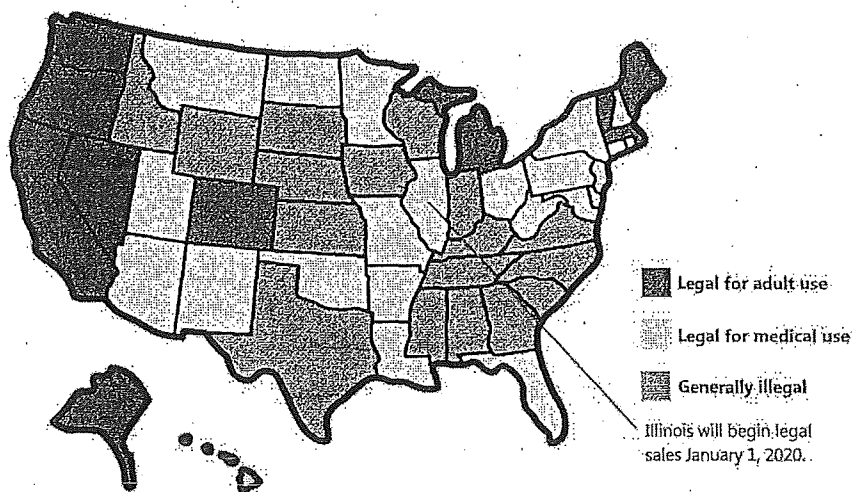 Legal for adult use
Legal for medical use
Generally illegal
Illinois will begin legal
sales January 1, 2020.